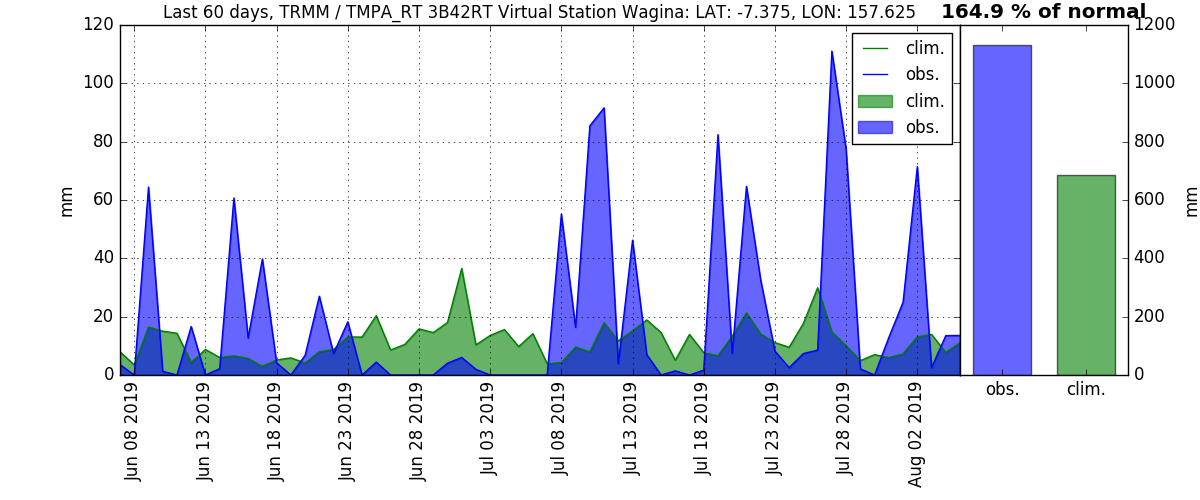 Last 60 days, TRMM / TMPA_RT 3B42RT Virtual Station Wagina: LAT: -7.375, LON: 157.625
164.9 % of normal
120
100
80
60
40
20
0
mm
clim.
obs.
clim.
obs.
1200
1000
800
600
400
200
0
mm
Jun 08 2019
Jun 13 2019
Jun 18 2019
Jun 23 2019
Jun 28 2019
Jul 03 2019
Jul 08 2019
Jul 13 2019
Jul 18 2019
Jul 23 2019
Jul 28 2019
Aug 02 2019
obs.
clim.